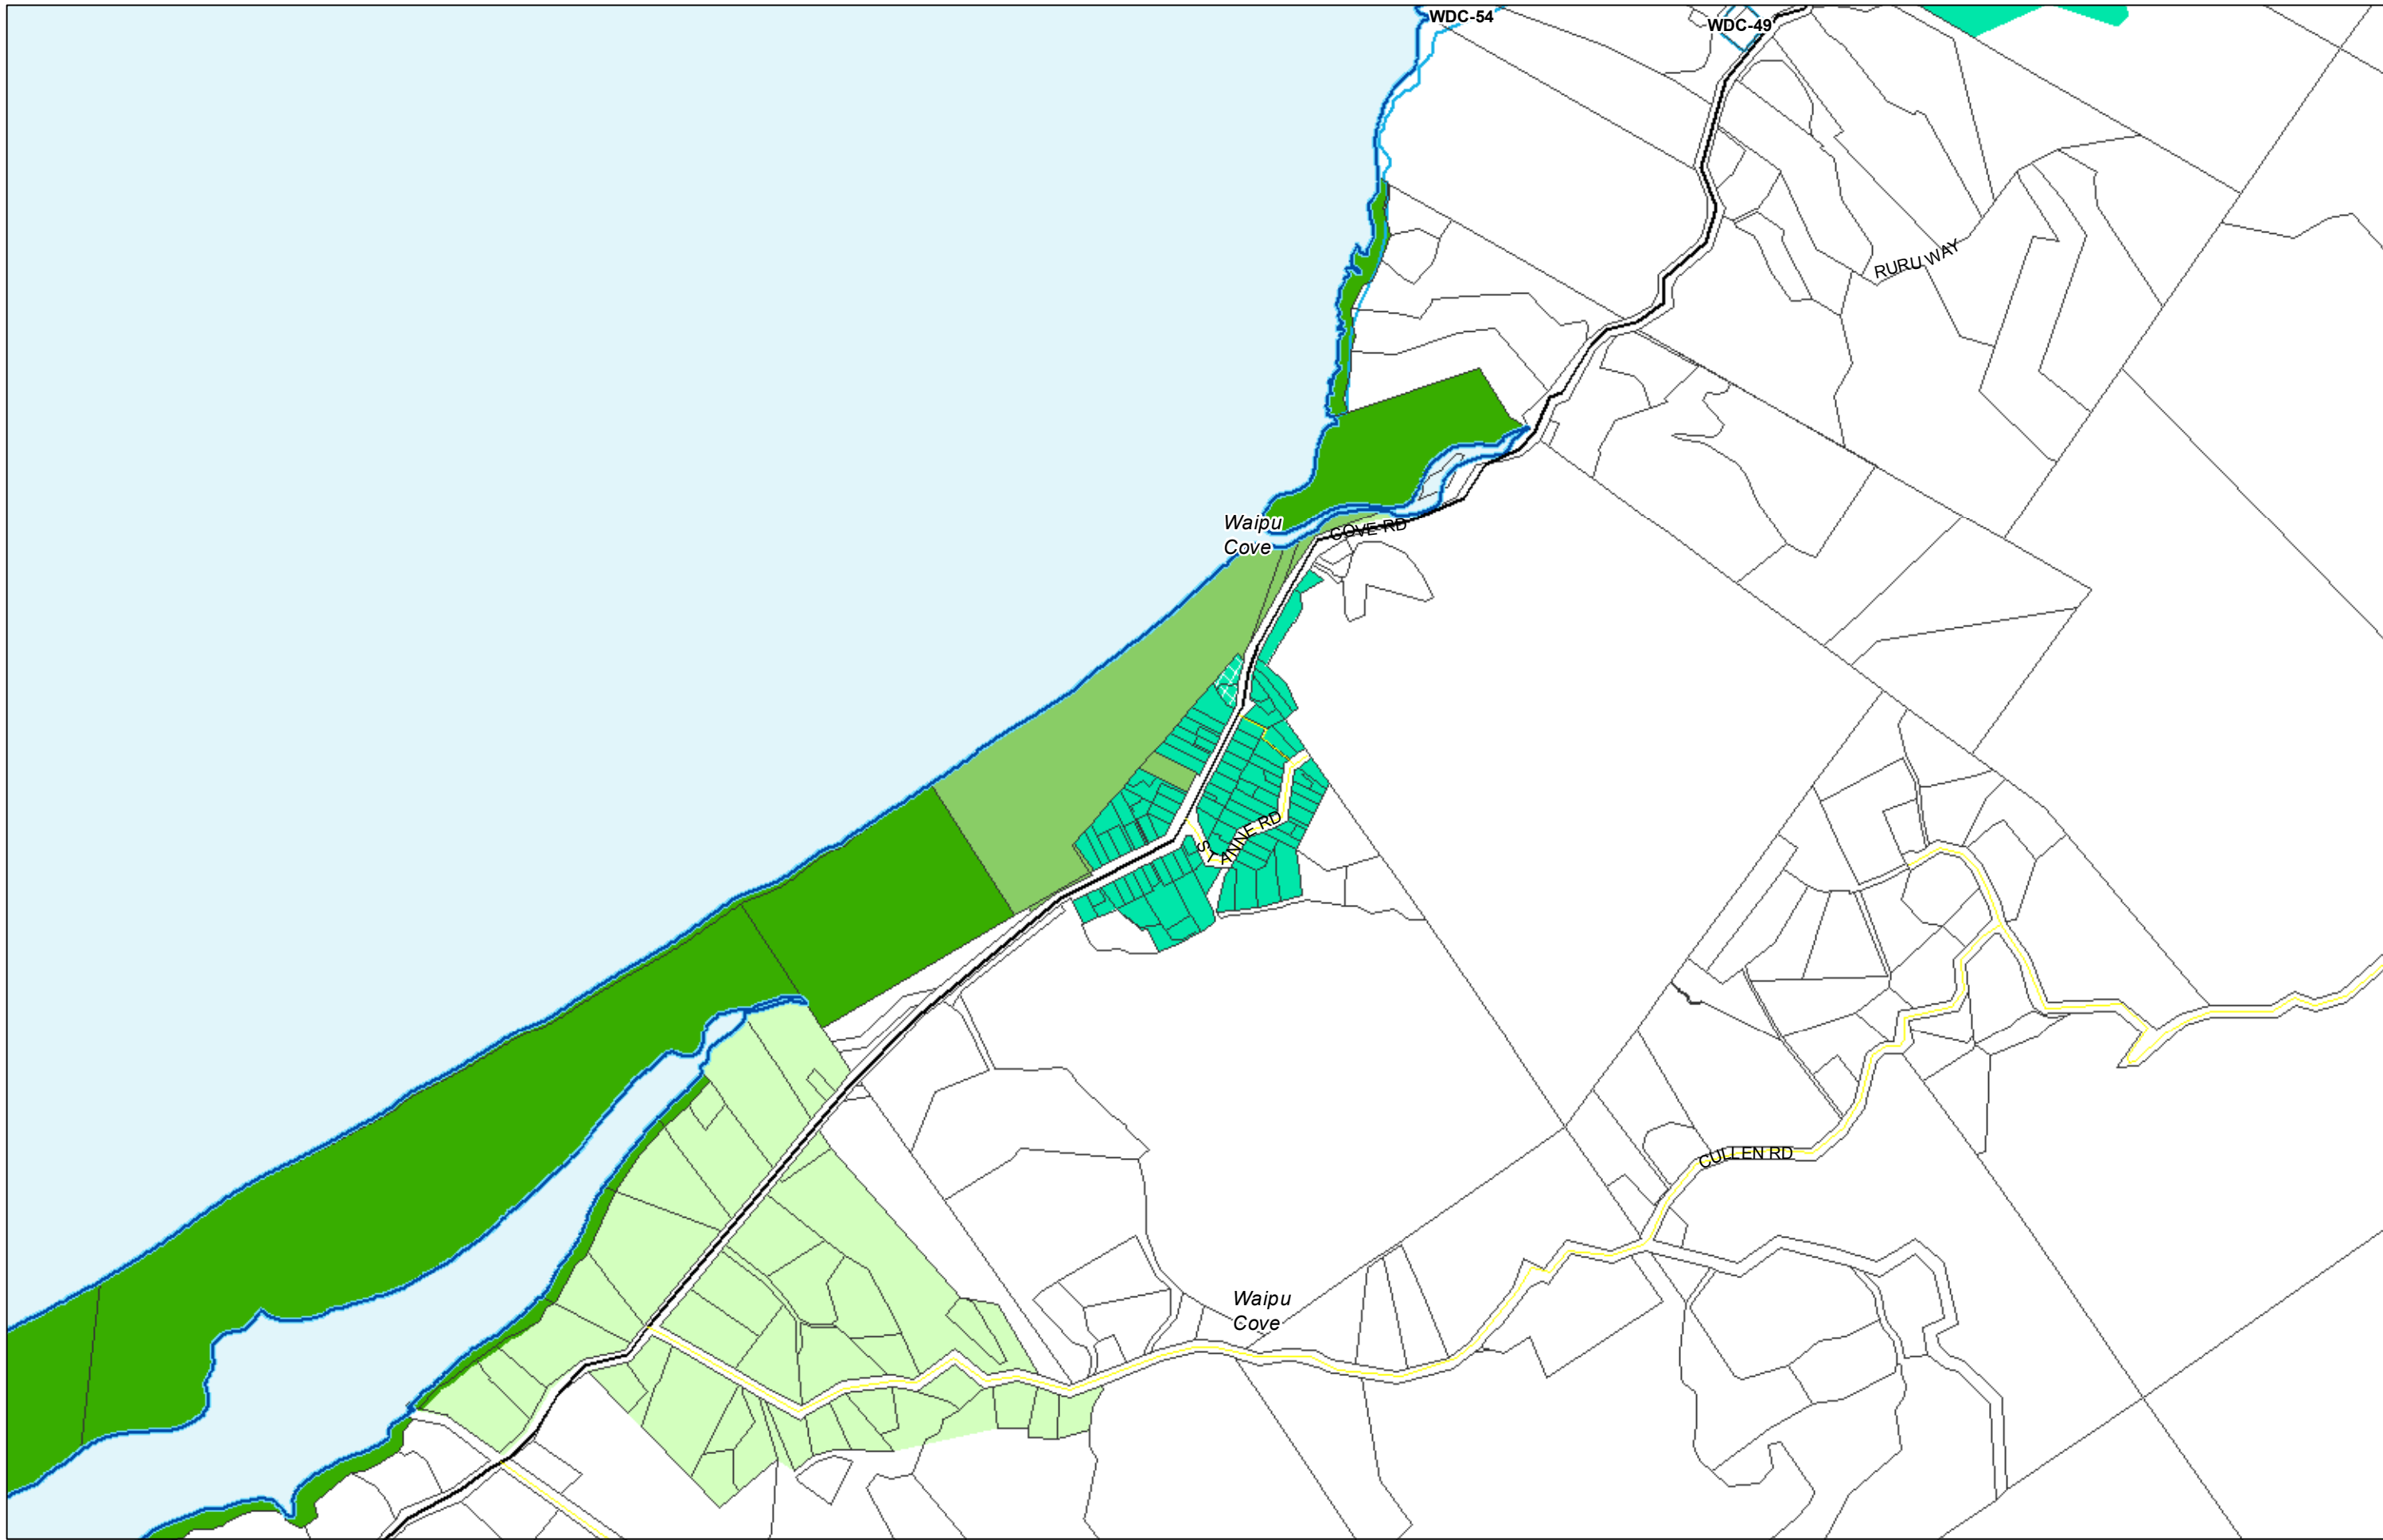 WDC-54
WDC-49
RURU WAY
Waipu
Cove
COVE RD
ST ANNE RD
CULLEN RD
Waipu
Cove